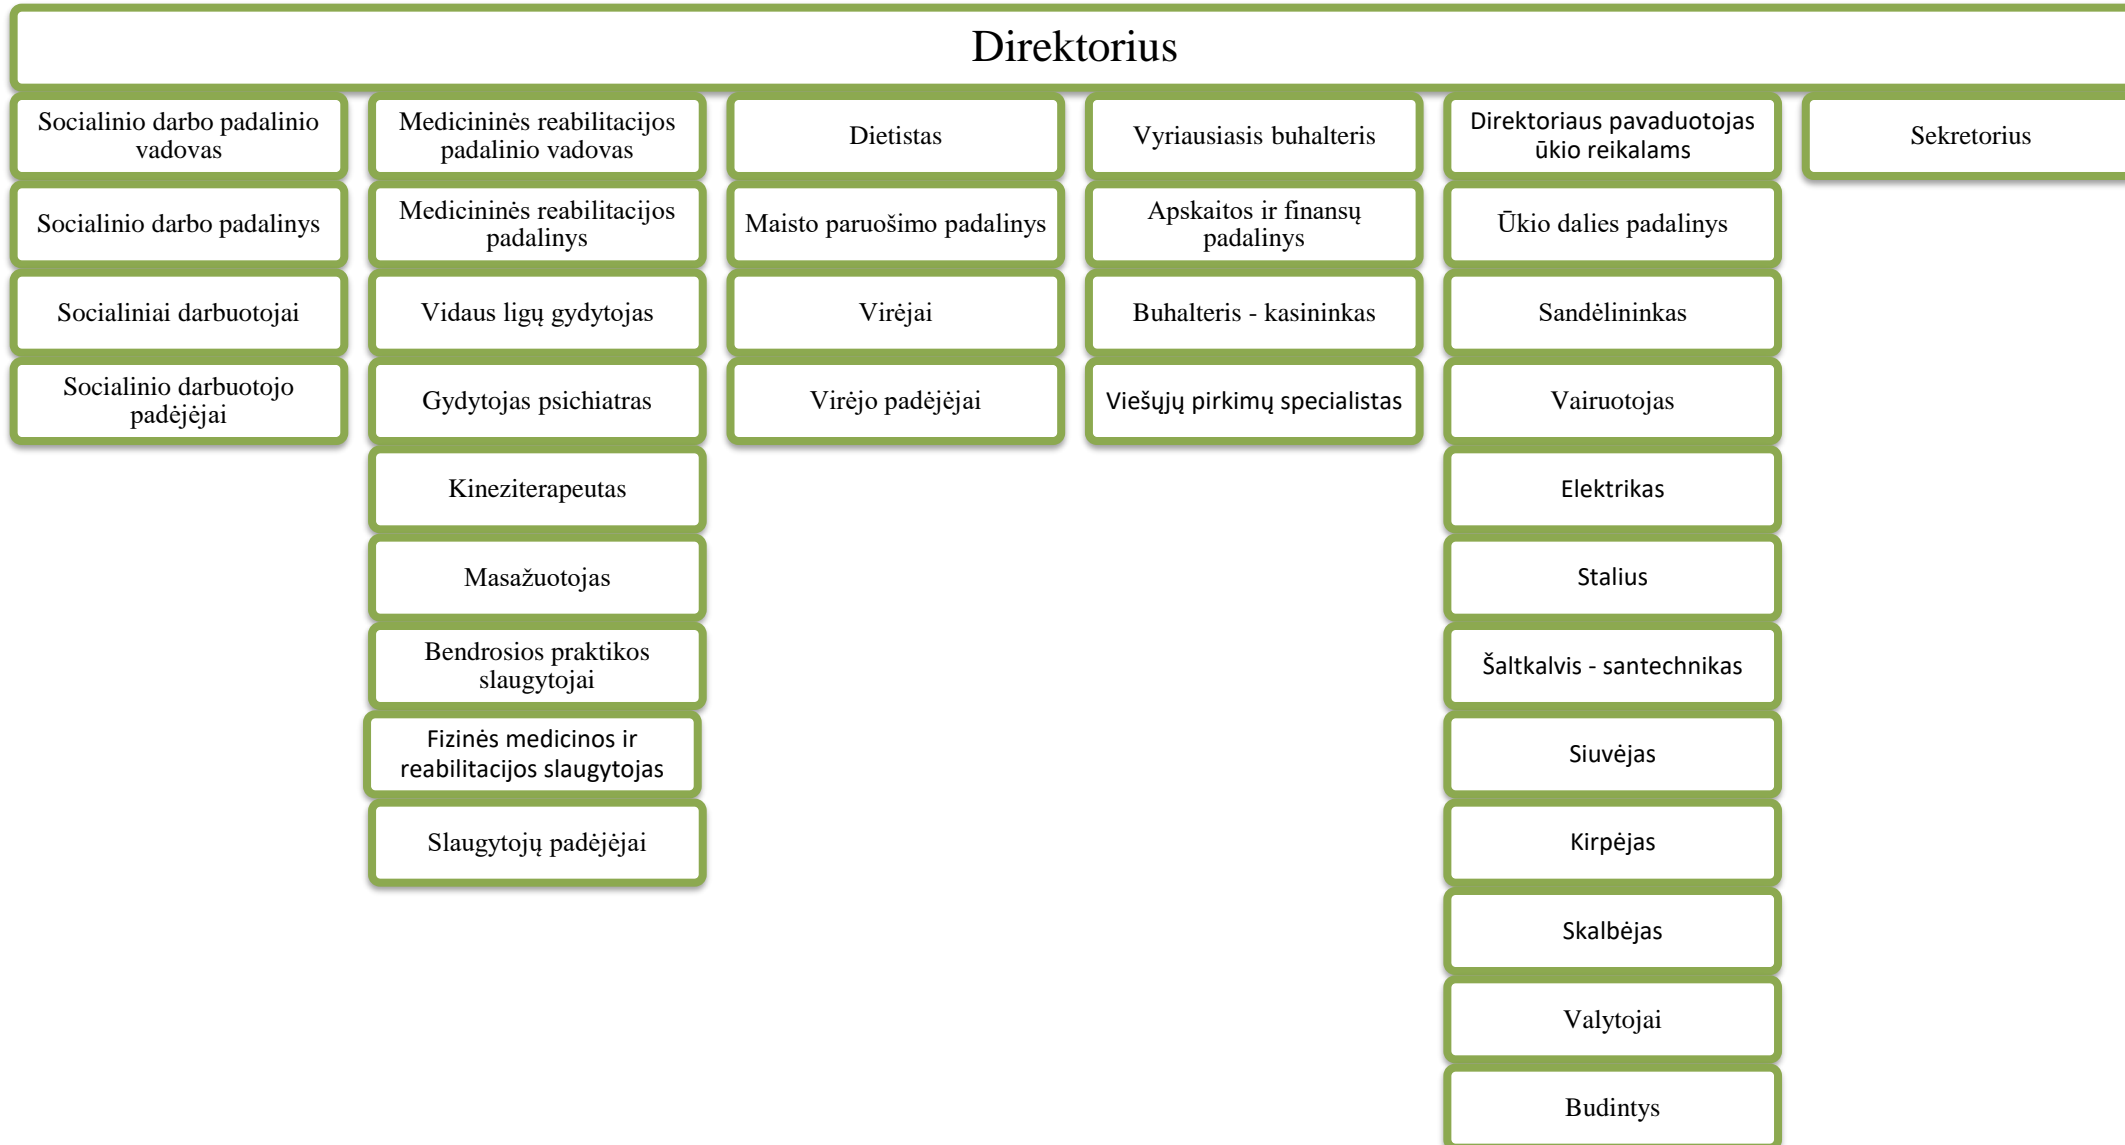 Direktorius
Socialinio darbo padalinio
vadovas
Socialinio darbo padalinys
Socialiniai darbuotojai
Socialinio darbuotojo
padėjėjai
Medicininės reabilitacijos
padalinio vadovas
Medicininės reabilitacijos
padalinys
Vidaus ligų gydytojas
Gydytojas psichiatras
Kineziterapeutas
Masažuotojas
Bendrosios praktikos
slaugytojai
Fizinės medicinos ir
reabilitacijos slaugytojas
Slaugytojų padėjėjai
Dietistas
Maisto paruošimo padalinys
Virėjai
Virėjo padėjėjai
Vyriausiasis buhalteris
Apskaitos ir finansų
padalinys
Buhalteris - kasininkas
Viešųjų pirkimų specialistas
Direktoriaus pavaduotojas
ūkio reikalams
Ūkio dalies padalinys
Sandėlininkas
Vairuotojas
Elektrikas
Stalius
Šaltkalvis - santechnikas
Siuvėjas
Kirpėjas
Skalbėjas
Valytojai
Budintys
Sekretorius